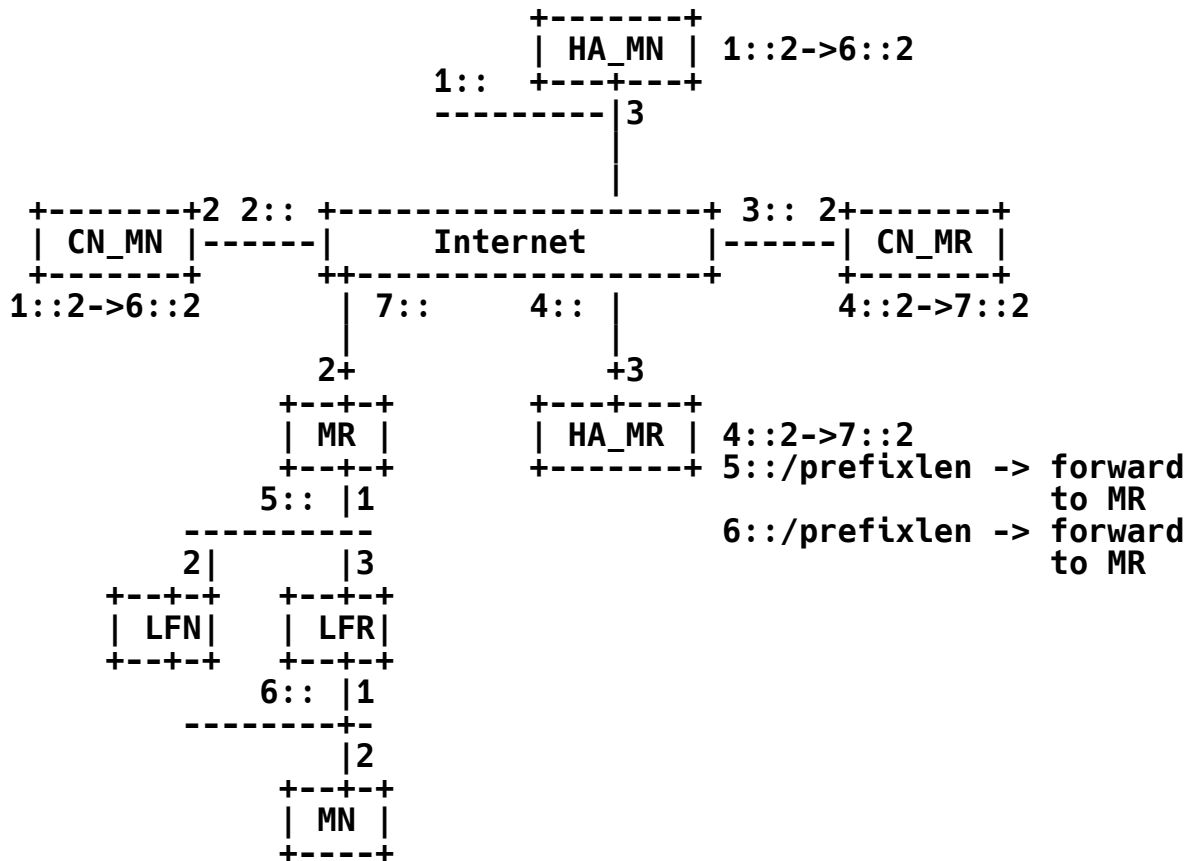 +-------+
| HA_MN | 1::2->6::2
1:: +---+---+
---------|3
|
|
+-------+2 2:: +-------------------+ 3:: 2+-------+
| CN_MN |------| Internet |------| CN_MR |
+-------+ ++------------------+ +-------+
1::2->6::2 | 7:: 4:: | 4::2->7::2
| |
2+ +3
+--+-+ +---+---+
| MR | | HA_MR | 4::2->7::2
+--+-+ +-------+ 5::/prefixlen -> forward
5:: |1 to MR
---------- 6::/prefixlen -> forward
2| |3 to MR
+--+-+ +--+-+
| LFN| | LFR|
+--+-+ +--+-+
6:: |1
--------+-
|2
+--+-+
| MN |
+----+